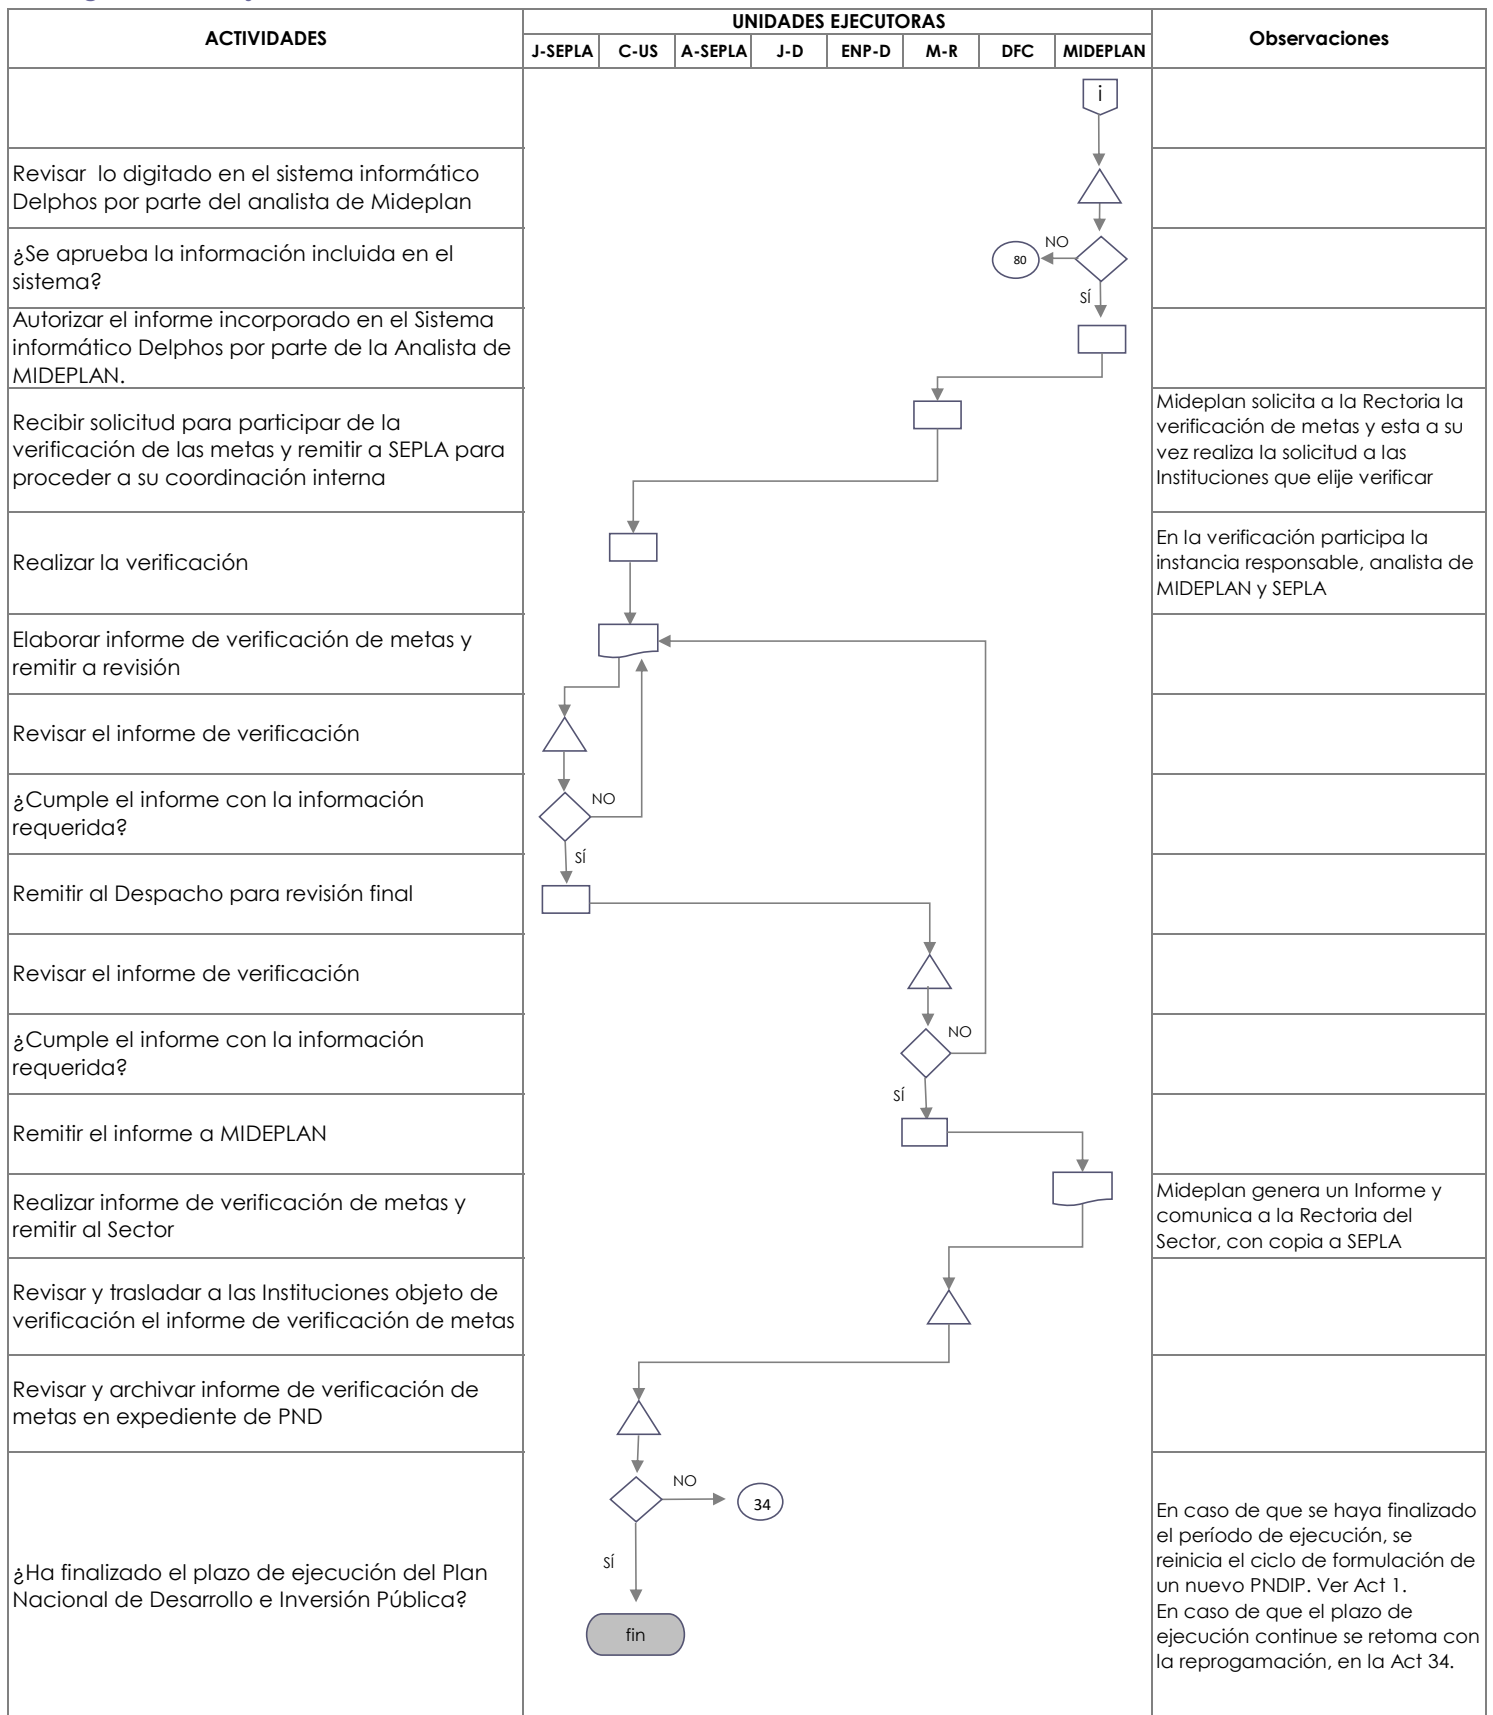 ACTIVIDADES
UNIDADES EJECUTORAS
Observaciones
J-SEPLA C-US A-SEPLA J-D ENP-D M-R DFC MIDEPLAN
i
Revisar lo digitado en el sistema informático
Delphos por parte del analista de Mideplan
¿Se aprueba la información incluida en el
sistema?
80
NO
SÍ
Autorizar el informe incorporado en el Sistema
informático Delphos por parte de la Analista de
MIDEPLAN.
Recibir solicitud para participar de la
verificación de las metas y remitir a SEPLA para
proceder a su coordinación interna
Mideplan solicita a la Rectoria la
verificación de metas y esta a su
vez realiza la solicitud a las
Instituciones que elije verificar
Realizar la verificación
En la verificación participa la
instancia responsable, analista de
MIDEPLAN y SEPLA
Elaborar informe de verificación de metas y
remitir a revisión
Revisar el informe de verificación
¿Cumple el informe con la información
requerida?
NO
SÍ
Remitir al Despacho para revisión final
Revisar el informe de verificación
¿Cumple el informe con la información
requerida?
NO
SÍ
Remitir el informe a MIDEPLAN
Realizar informe de verificación de metas y
remitir al Sector
Mideplan genera un Informe y
comunica a la Rectoria del
Sector, con copia a SEPLA
Revisar y trasladar a las Instituciones objeto de
verificación el informe de verificación de metas
Revisar y archivar informe de verificación de
metas en expediente de PND
¿Ha finalizado el plazo de ejecución del Plan
Nacional de Desarrollo e Inversión Pública?
NO
34
SÍ
fin
En caso de que se haya finalizado
el período de ejecución, se
reinicia el ciclo de formulación de
un nuevo PNDIP. Ver Act 1.
En caso de que el plazo de
ejecución continue se retoma con
la reprogamación, en la Act 34.